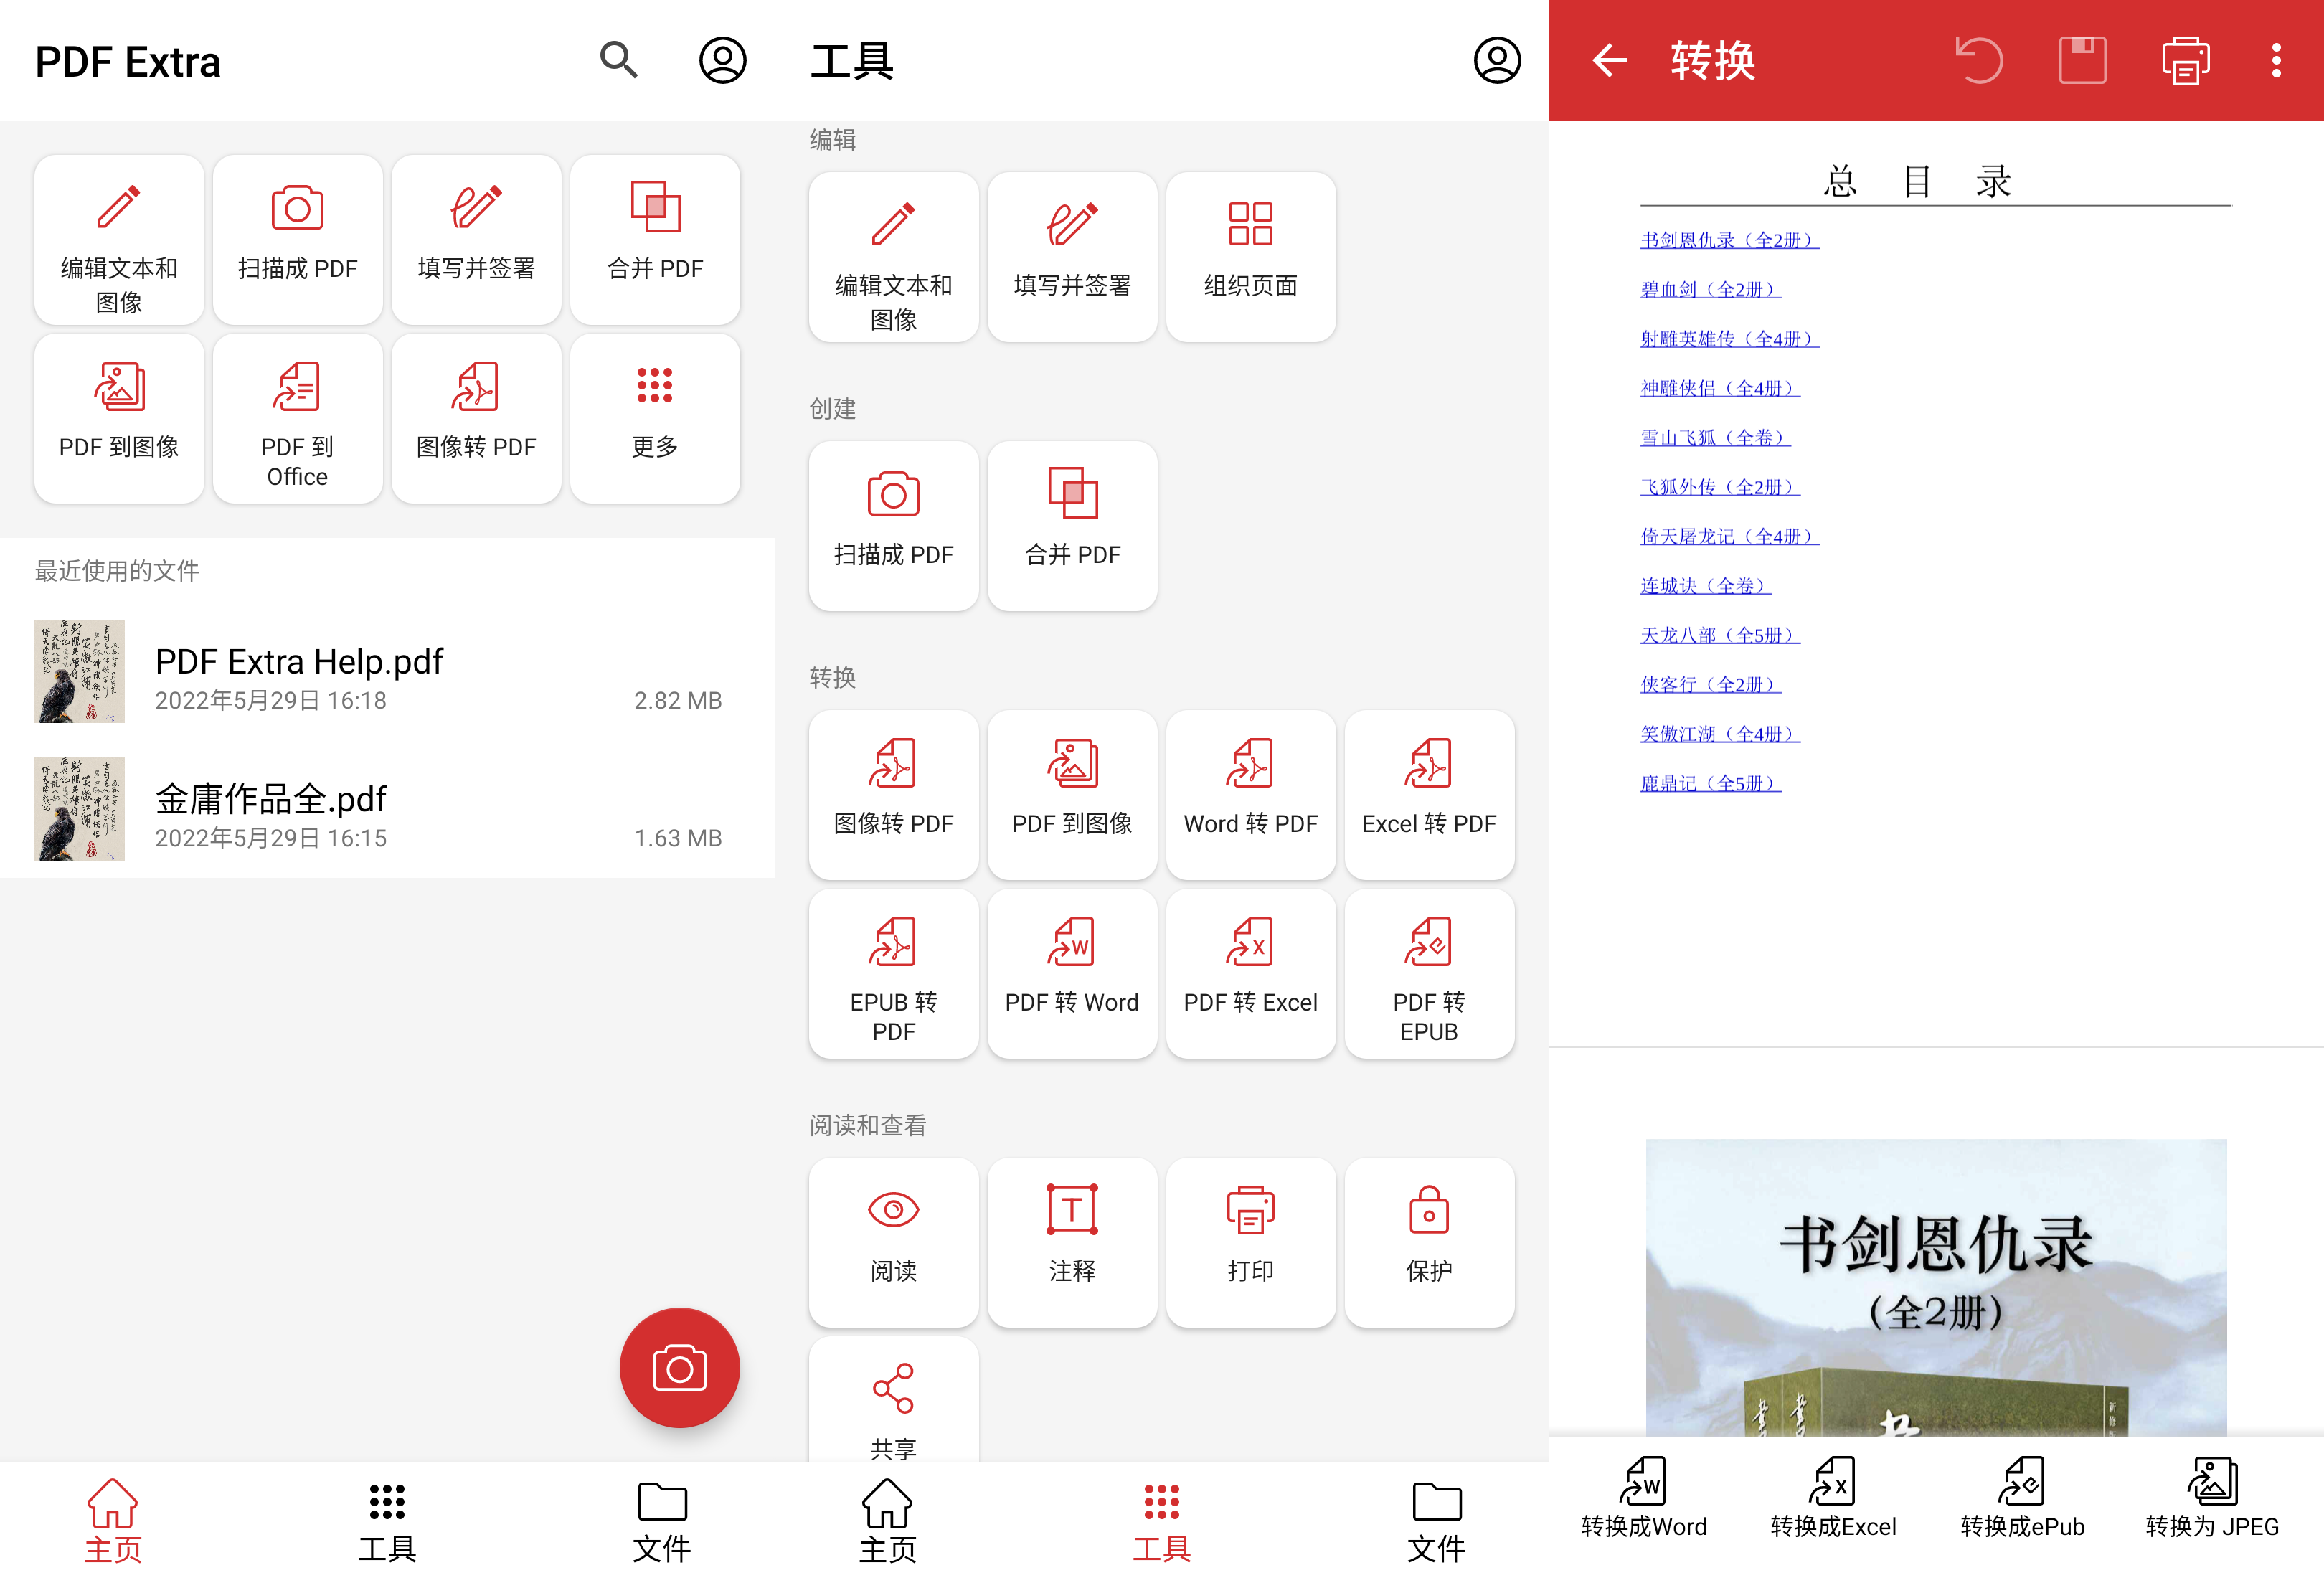 PDF Extra
编辑文本和
图像
扫描成 PDF
填写并签署
合并 PDF
PDF 到图像
PDF 到
Office
图像转 PDF
更多
最近使用的文件
PDF Extra Help.pdf
2022年5月29日 16:18
2.82 MB
金庸作品全.pdf
2022年5月29日 16:15
1.63 MB
主页
工具
文件
工具
编辑
编辑文本和
图像
填写并签署
组织页面
创建
扫描成 PDF
合并 PDF
转换
图像转 PDF
PDF 到图像
Word 转 PDF
Excel 转 PDF
EPUB 转
PDF
PDF 转 Word
PDF 转 Excel
PDF 转
EPUB
阅读和查看
阅读
注释
打印
保护
共享
主页
工具
文件
转换
总 目 录
书剑恩仇录（全2册）
碧血剑（全2册）
射雕英雄传（全4册）
神雕侠侣（全4册）
雪山飞狐（全卷）
飞狐外传（全2册）
倚天屠龙记（全4册）
连城诀（全卷）
天龙八部（全5册）
侠客行（全2册）
笑傲江湖（全4册）
鹿鼎记（全5册）
书剑恩仇录
（全2册）
转换成Word
转换成Excel
转换成ePub
转换为 JPEG